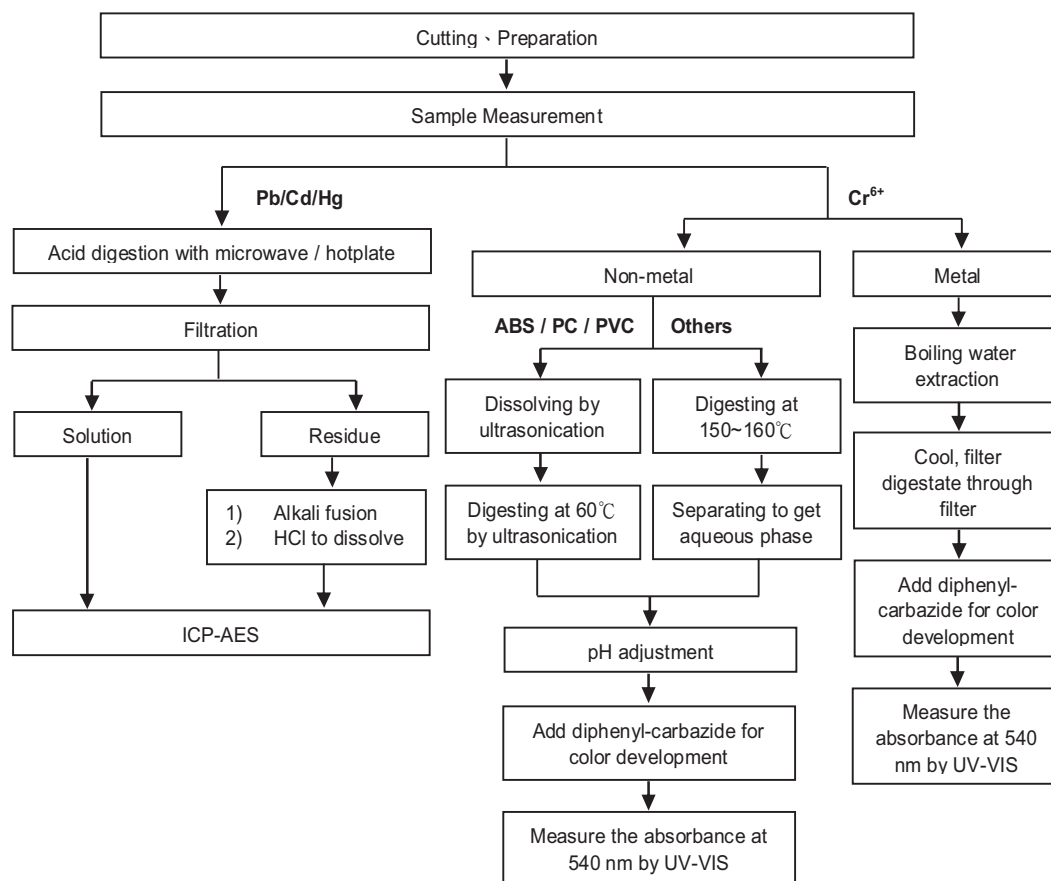 Cutting、Preparation
Sample Measurement
Pb/Cd/Hg
Cr⁶⁺
Acid digestion with microwave / hotplate
Filtration
Solution
Residue
1) Alkali fusion
2) HCl to dissolve
ICP-AES
Non-metal
ABS / PC / PVC
Others
Dissolving by
ultrasonication
Digesting at
150~160℃
Digesting at 60℃
by ultrasonication
Separating to get
aqueous phase
pH adjustment
Add diphenyl-carbazide for
color development
Measure the absorbance at
540 nm by UV-VIS
Metal
Boiling water
extraction
Cool, filter
digestate through
filter
Add diphenyl-
carbazide for color
development
Measure the
absorbance at 540
nm by UV-VIS